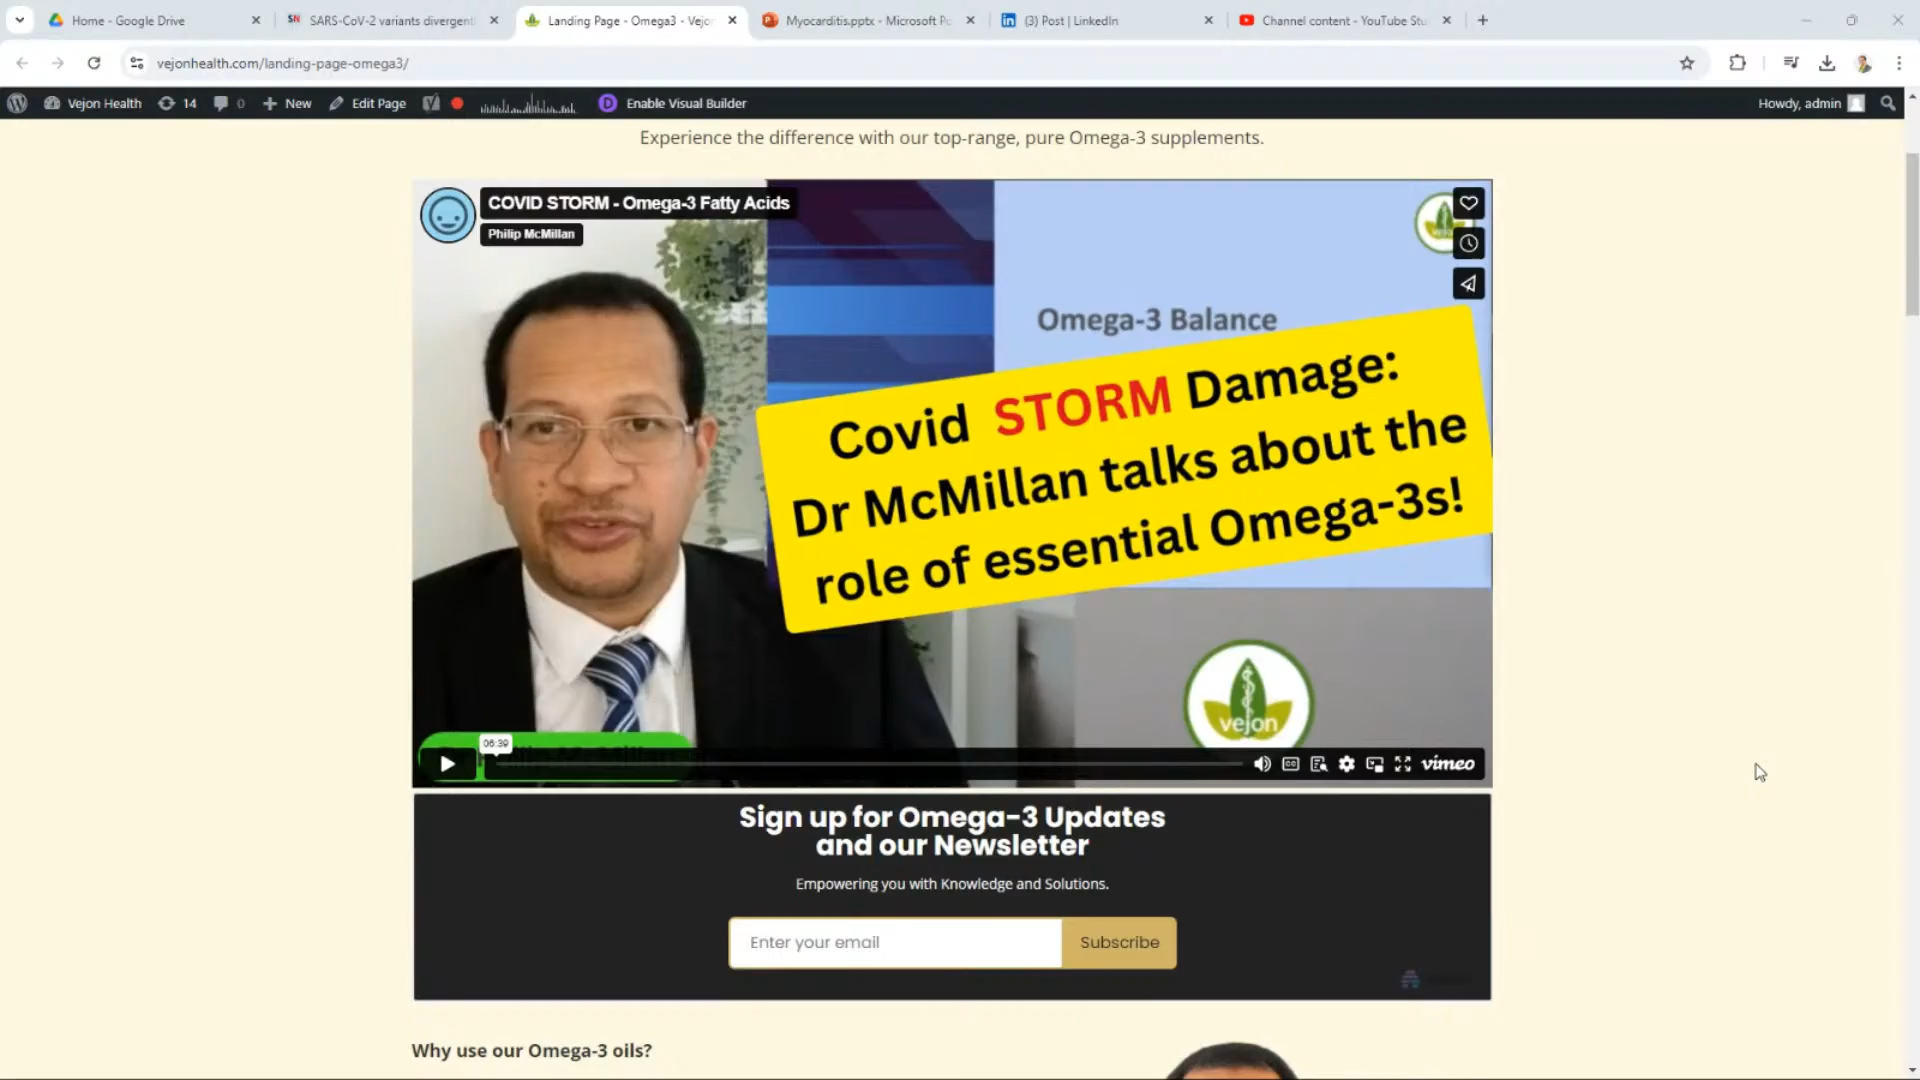 Home - Google Drive
SARS-CoV-2 variants divergent
Landing Page - Omega3 - Vejo
Myocarditis.pptx - Microsoft Po
(3) Post | LinkedIn
Channel content - YouTube Stu
vejonhealth.com/landing-page-omega3/
Vejon Health 14 0 New Edit Page Enable Visual Builder Howdy, admin
Experience the difference with our top-range, pure Omega-3 supplements.
COVID STORM - Omega-3 Fatty Acids
Philip McMillan
Omega-3 Balance
Covid STORM Damage:
Dr McMillan talks about the
role of essential Omega-3s!
vejon
06:39
CC
vimeo
Sign up for Omega-3 Updates
and our Newsletter
Empowering you with Knowledge and Solutions.
Enter your email Subscribe
Why use our Omega-3 oils?